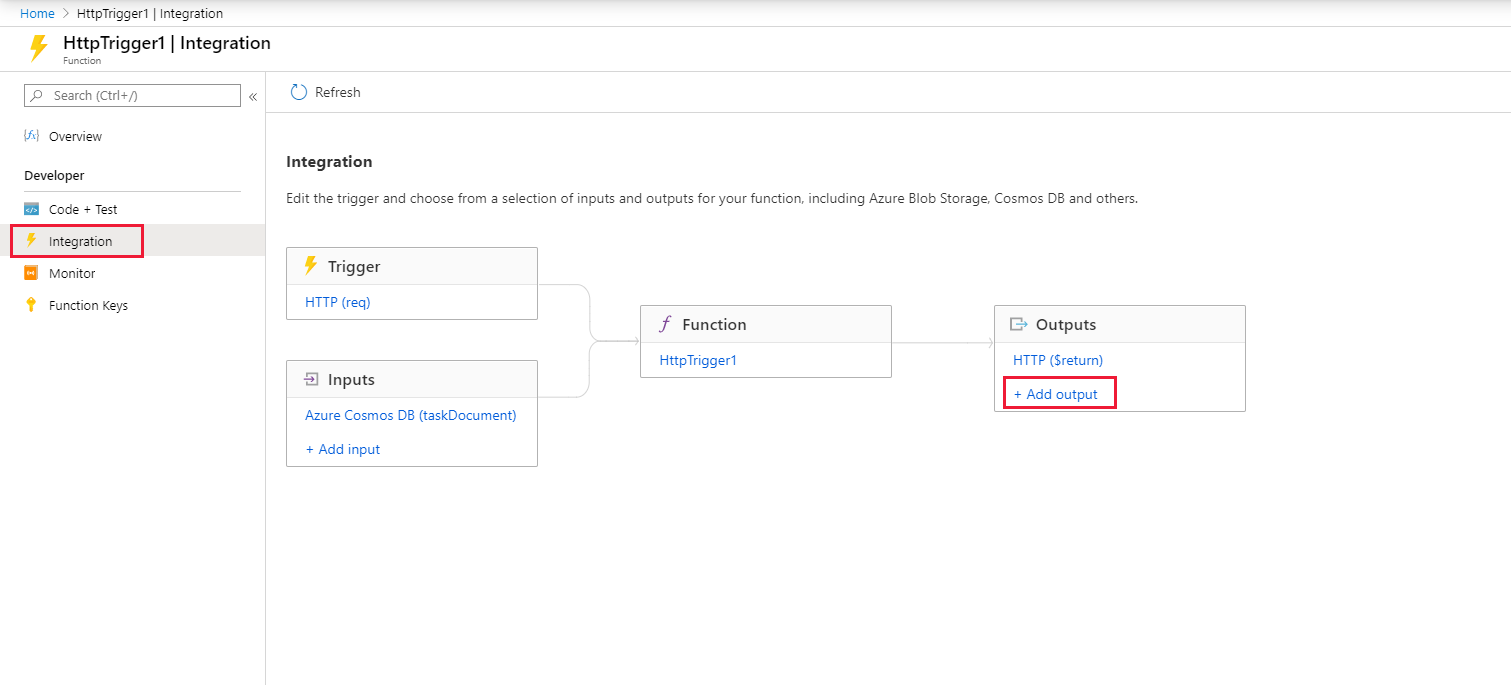 Home > HttpTrigger1 | Integration
HttpTrigger1 | Integration
Function
Search (Ctrl+/)
«
Overview
Developer
Code + Test
Integration
Monitor
Function Keys
Refresh
Integration
Edit the trigger and choose from a selection of inputs and outputs for your function, including Azure Blob Storage, Cosmos DB and others.
Trigger
HTTP (req)
Inputs
Azure Cosmos DB (taskDocument)
+ Add input
Function
HttpTrigger1
Outputs
HTTP ($return)
+ Add output